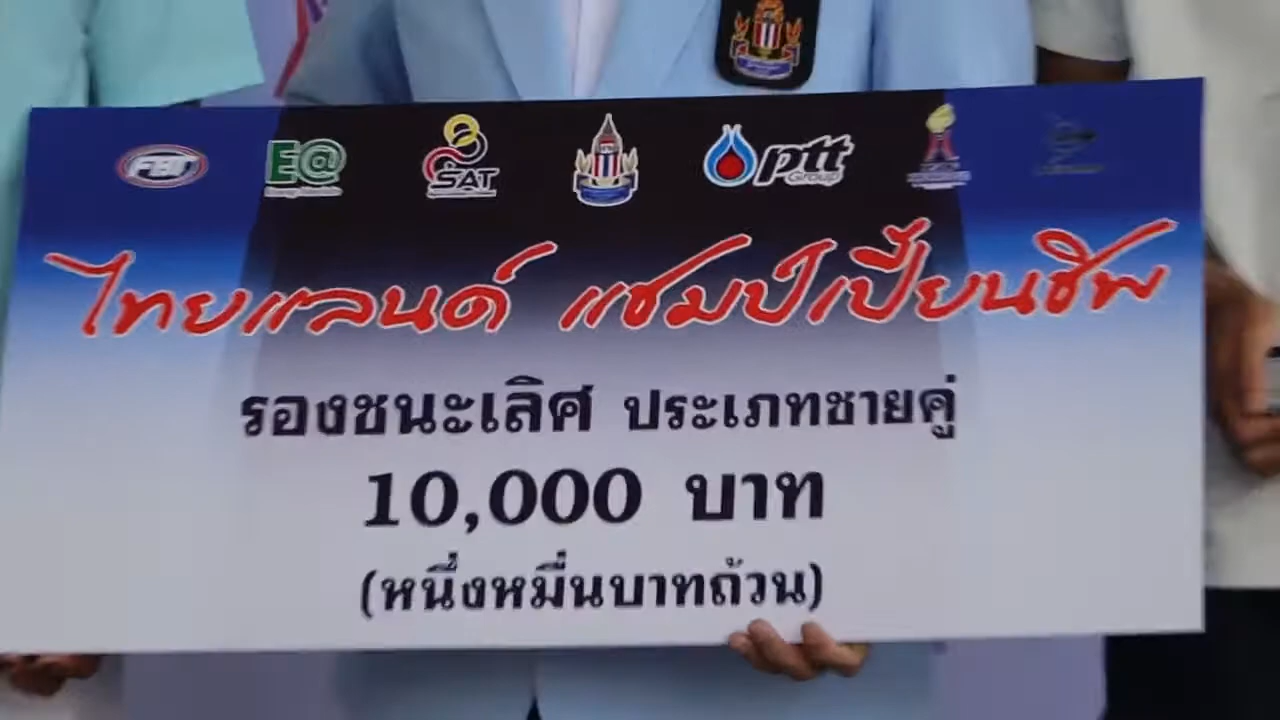 FBT E@ SAT ptt Group
ไทยแลนด์ แชมป์เปี้ยนชิพ
รองชนะเลิศ ประเภทชายคู่
10,000 บาท
(หนึ่งหมื่นบาทถ้วน)